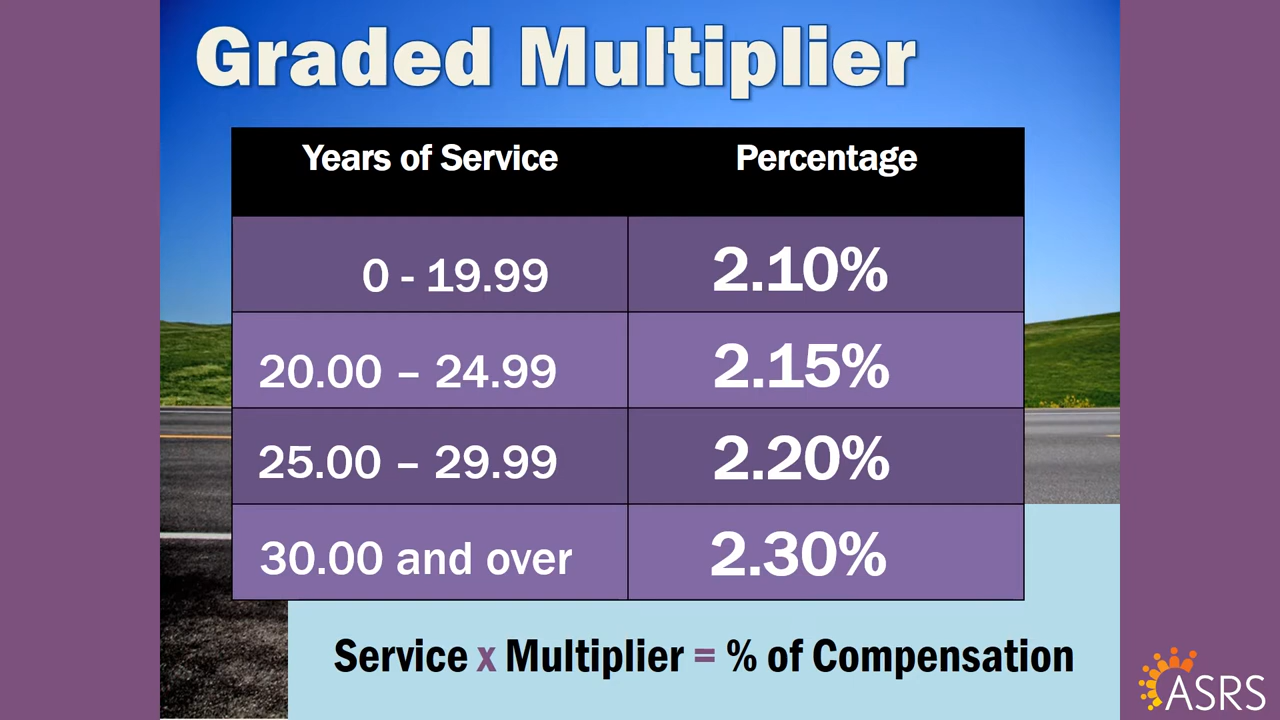 Graded Multiplier
Years of Service Percentage
0 - 19.99 2.10%
20.00 – 24.99 2.15%
25.00 – 29.99 2.20%
30.00 and over 2.30%
Service x Multiplier = % of Compensation
ASRS